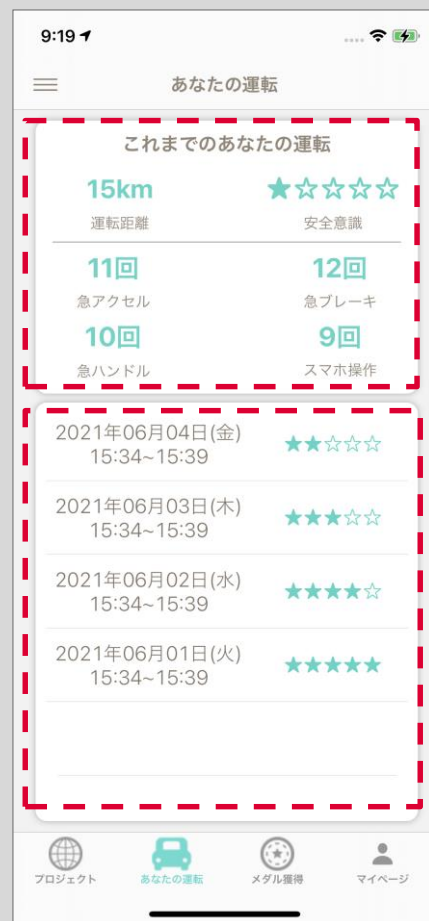 9:19
あなたの運転
これまでのあなたの運転
15km ★☆☆☆☆
運転距離 安全意識
11回 12回
急アクセル 急ブレーキ
10回 9回
急ハンドル スマホ操作
2021年06月04日(金)
15:34~15:39 ★★☆☆☆
2021年06月03日(木)
15:34~15:39 ★★★☆☆
2021年06月02日(水)
15:34~15:39 ★★★★☆
2021年06月01日(火)
15:34~15:39 ★★★★★
プロジェクト あなたの運転 メダル獲得 マイページ